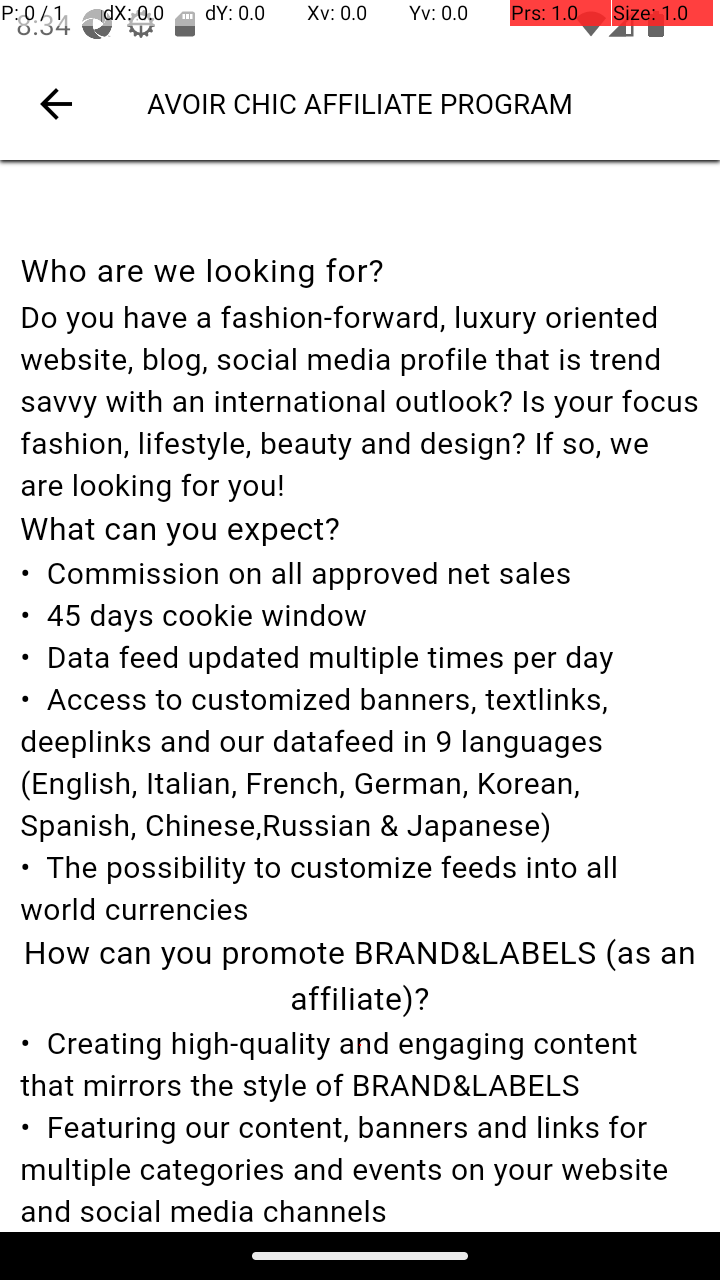 P: 0 / 1 dX: 0.0 dY: 0.0 Xv: 0.0 Yv: 0.0 Prs: 1.0 Size: 1.0
8:34
AVOIR CHIC AFFILIATE PROGRAM
Who are we looking for?
Do you have a fashion-forward, luxury oriented
website, blog, social media profile that is trend
savvy with an international outlook? Is your focus
fashion, lifestyle, beauty and design? If so, we
are looking for you!
What can you expect?
• Commission on all approved net sales
• 45 days cookie window
• Data feed updated multiple times per day
• Access to customized banners, textlinks,
deeplinks and our datafeed in 9 languages
(English, Italian, French, German, Korean,
Spanish, Chinese,Russian & Japanese)
• The possibility to customize feeds into all
world currencies
How can you promote BRAND&LABELS (as an
affiliate)?
• Creating high-quality and engaging content
that mirrors the style of BRAND&LABELS
• Featuring our content, banners and links for
multiple categories and events on your website
and social media channels